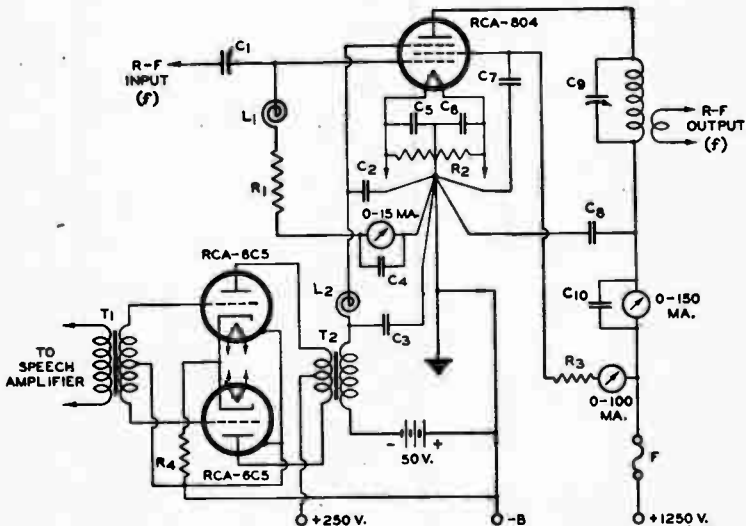 RCA-804
C1
R-F
INPUT
(f)
C7
C9
L1
C5
C6
R-F
OUTPUT
(f)
R1
C2
R2
0-15 MA.
C8
RCA-6C5
C4
L2
C10
0-150
MA.
T1
T2
C3
TO
SPEECH
AMPLIFIER
R3
0-100
MA.
- +
50 V.
R4
F
RCA-6C5
+250 V.
-B
+1250 V.